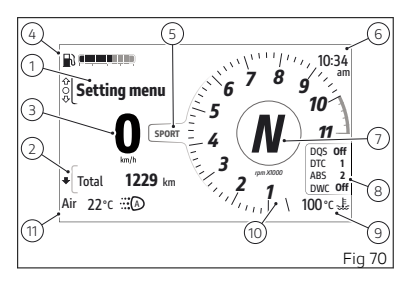 4
5
6
10:34
am
1
Setting menu
3
0
km/h
SPORT
1
2
3
4
5
6
7
8
9
10
11
N
rpm X1000
7
DQS Off
DTC 1
ABS 2
DWC Off
8
2
Total 1229 km
Air 22°C A
100 °C
11
10
9
Fig 70